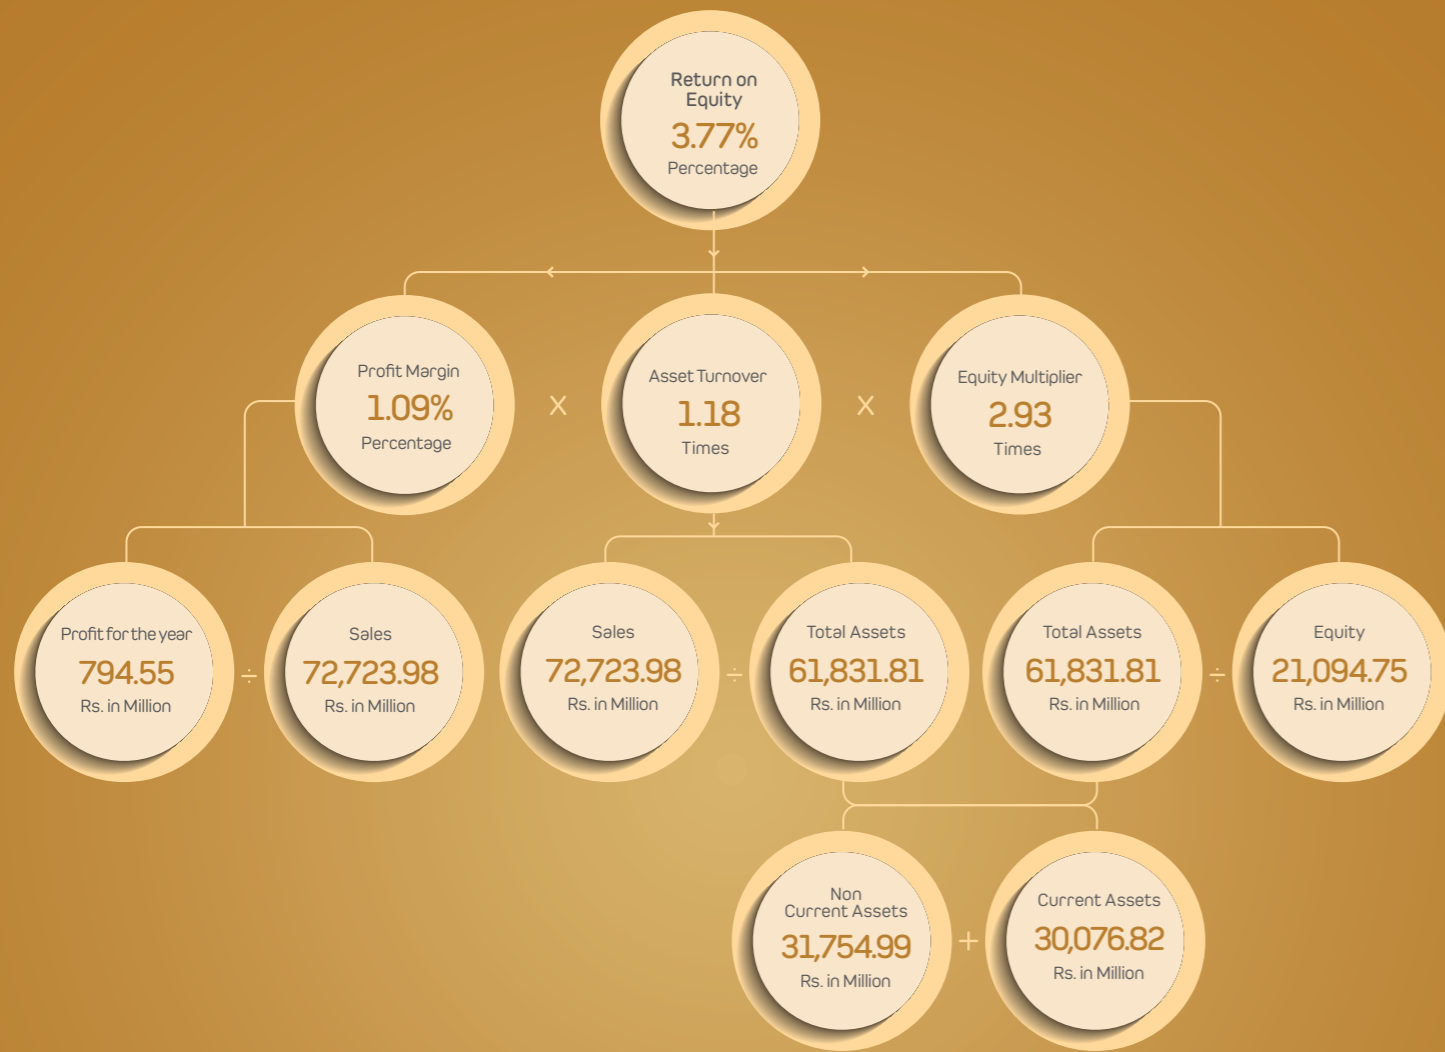 Return on
Equity
3.77%
Percentage
Profit Margin
1.09%
Percentage
X
Asset Turnover
1.18
Times
X
Equity Multiplier
2.93
Times
Profit for the year
794.55
Rs. in Million
÷
Sales
72,723.98
Rs. in Million
Sales
72,723.98
Rs. in Million
÷
Total Assets
61,831.81
Rs. in Million
Total Assets
61,831.81
Rs. in Million
÷
Equity
21,094.75
Rs. in Million
Non
Current Assets
31,754.99
Rs. in Million
+
Current Assets
30,076.82
Rs. in Million